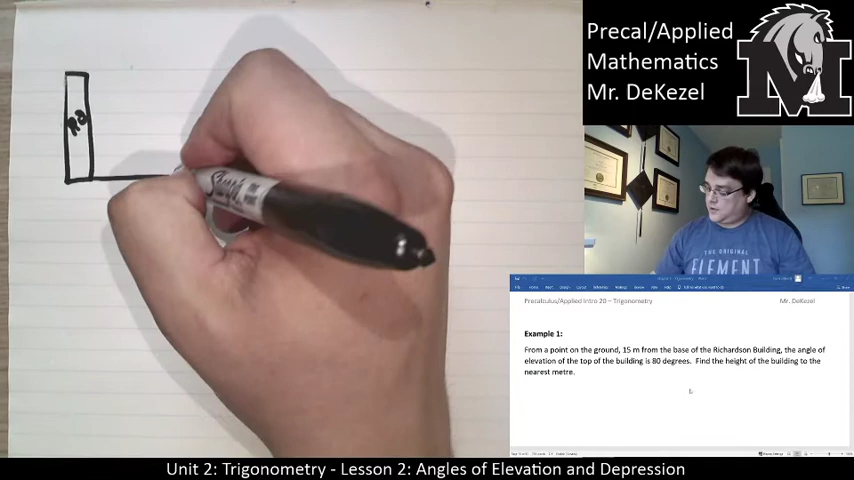 Precal/Applied
Mathematics
Mr. DeKezel
M
RB
Sharpie
THE ORIGINAL
ELEMENT
Precalculus/Applied Intro 20 – Trigonometry
Mr. DeKezel
Example 1:
From a point on the ground, 15 m from the base of the Richardson Building, the angle of
elevation of the top of the building is 80 degrees. Find the height of the building to the
nearest metre.
Unit 2: Trigonometry - Lesson 2: Angles of Elevation and Depression